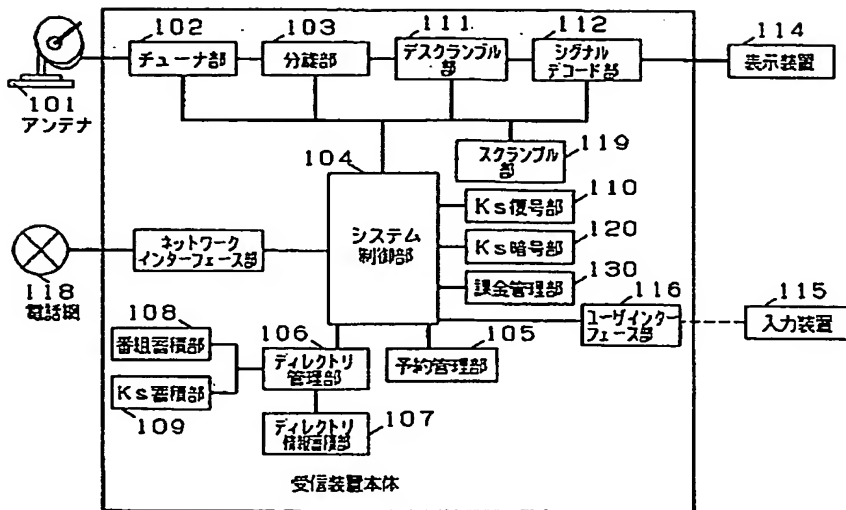 102
103
111
112
114
チューナ部
分離部
デスクランブル
部
シグナル
デコード部
表示装置
101
アンテナ
スクランブル
部
119
104
110
Ks復号部
システム
制御部
ネットワーク
インターフェース部
120
Ks暗号部
130
課金管理部
118
電話網
116
115
ユーザインター
フェース部
入力装置
108
106
105
番組蓄積部
ディレクトリ
管理部
予約管理部
Ks蓄積部
109
107
ディレクトリ
情報蓄積部
受信装置本体